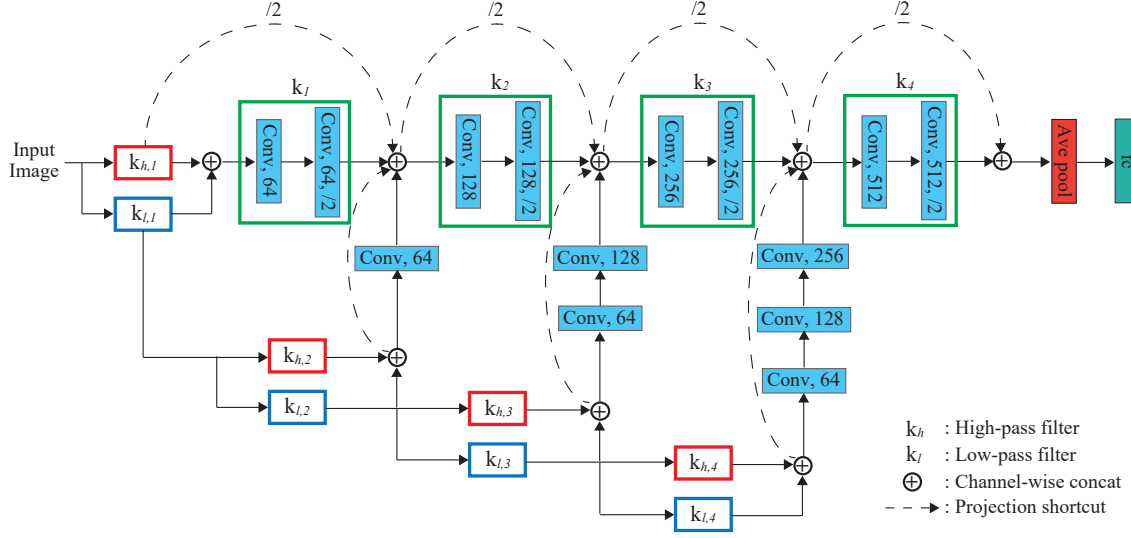 /2
/2
/2
/2
k1
k2
k3
k4
Input
Image
kh,1
kl,1
Conv, 64
Conv, 64, /2
Conv, 128
Conv, 128, /2
Conv, 256
Conv, 256, /2
Conv, 512
Conv, 512, /2
Ave pool
Conv, 64
Conv, 128
Conv, 256
Conv, 64
Conv, 128
Conv, 64
kh,2
kl,2
kh,3
kl,3
kh,4
kl,4
kh : High-pass filter
kl : Low-pass filter
: Channel-wise concat
: Projection shortcut